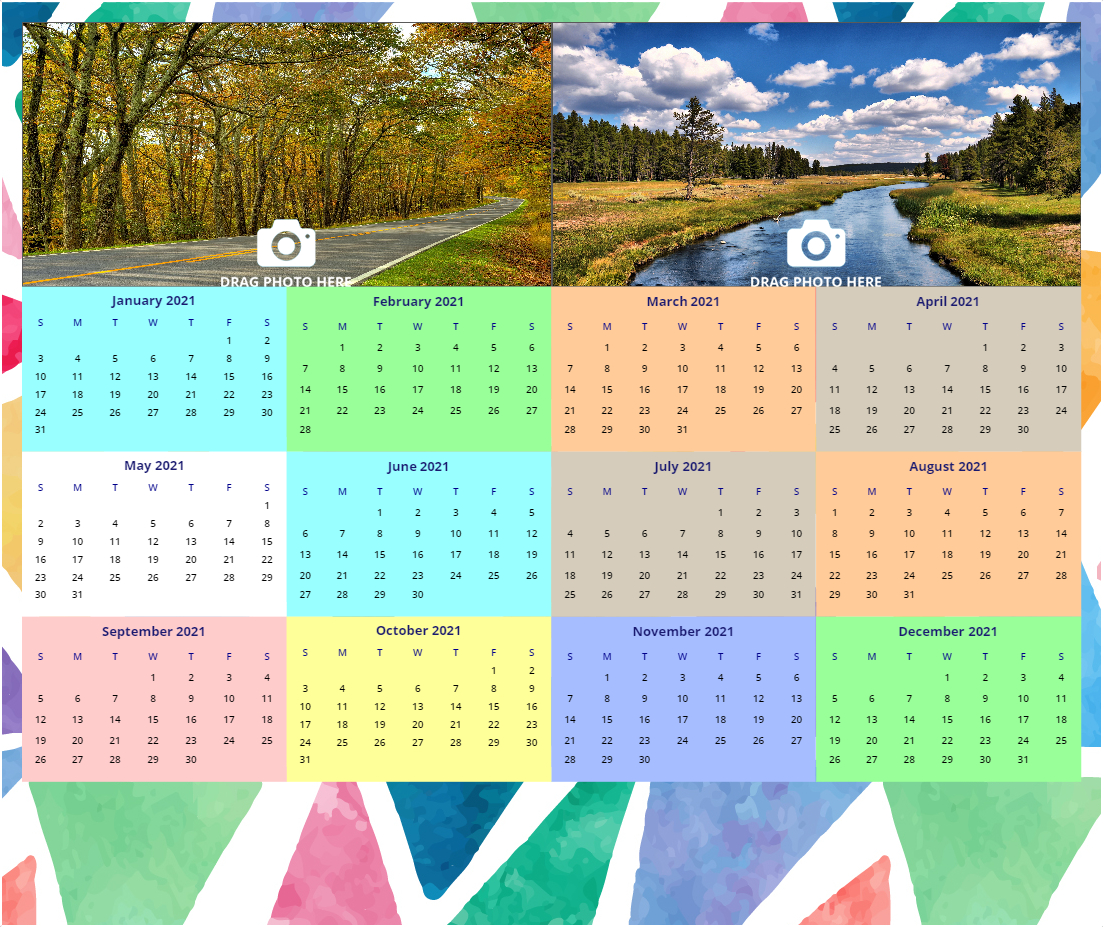 DRAG PHOTO HERE DRAG PHOTO HERE
January 2021
S M T W T F S
1 2
3 4 5 6 7 8 9
10 11 12 13 14 15 16
17 18 19 20 21 22 23
24 25 26 27 28 29 30
31
February 2021
S M T W T F S
1 2 3 4 5 6
7 8 9 10 11 12 13
14 15 16 17 18 19 20
21 22 23 24 25 26 27
28
March 2021
S M T W T F S
1 2 3 4 5 6
7 8 9 10 11 12 13
14 15 16 17 18 19 20
21 22 23 24 25 26 27
28 29 30 31
April 2021
S M T W T F S
1 2 3
4 5 6 7 8 9 10
11 12 13 14 15 16 17
18 19 20 21 22 23 24
25 26 27 28 29 30
May 2021
S M T W T F S
1
2 3 4 5 6 7 8
9 10 11 12 13 14 15
16 17 18 19 20 21 22
23 24 25 26 27 28 29
30 31
June 2021
S M T W T F S
1 2 3 4 5
6 7 8 9 10 11 12
13 14 15 16 17 18 19
20 21 22 23 24 25 26
27 28 29 30
July 2021
S M T W T F S
1 2 3
4 5 6 7 8 9 10
11 12 13 14 15 16 17
18 19 20 21 22 23 24
25 26 27 28 29 30 31
August 2021
S M T W T F S
1 2 3 4 5 6 7
8 9 10 11 12 13 14
15 16 17 18 19 20 21
22 23 24 25 26 27 28
29 30 31
September 2021
S M T W T F S
1 2 3 4
5 6 7 8 9 10 11
12 13 14 15 16 17 18
19 20 21 22 23 24 25
26 27 28 29 30
October 2021
S M T W T F S
1 2
3 4 5 6 7 8 9
10 11 12 13 14 15 16
17 18 19 20 21 22 23
24 25 26 27 28 29 30
31
November 2021
S M T W T F S
1 2 3 4 5 6
7 8 9 10 11 12 13
14 15 16 17 18 19 20
21 22 23 24 25 26 27
28 29 30
December 2021
S M T W T F S
1 2 3 4
5 6 7 8 9 10 11
12 13 14 15 16 17 18
19 20 21 22 23 24 25
26 27 28 29 30 31